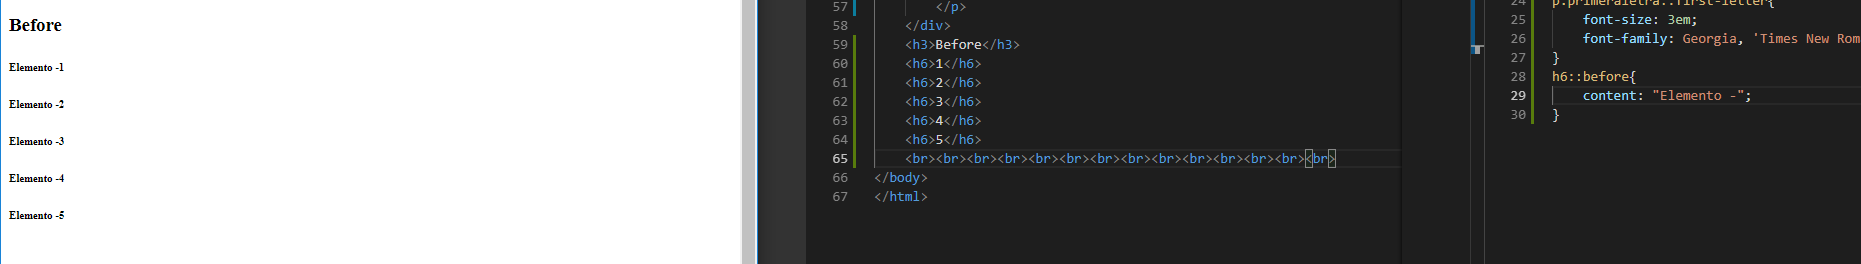 Before
Elemento -1
Elemento -2
Elemento -3
Elemento -4
Elemento -5
57 </p>
58 </div>
59 <h3>Before</h3>
60 <h6>1</h6>
61 <h6>2</h6>
62 <h6>3</h6>
63 <h6>4</h6>
64 <h6>5</h6>
65 <br><br><br><br><br><br><br><br><br><br><br><br><br><br>
66 </body>
67 </html>
24 p.primeraletra::first-letter{
25 font-size: 3em;
26 font-family: Georgia, 'Times New Rom
27 }
28 h6::before{
29 content: "Elemento -";
30 }